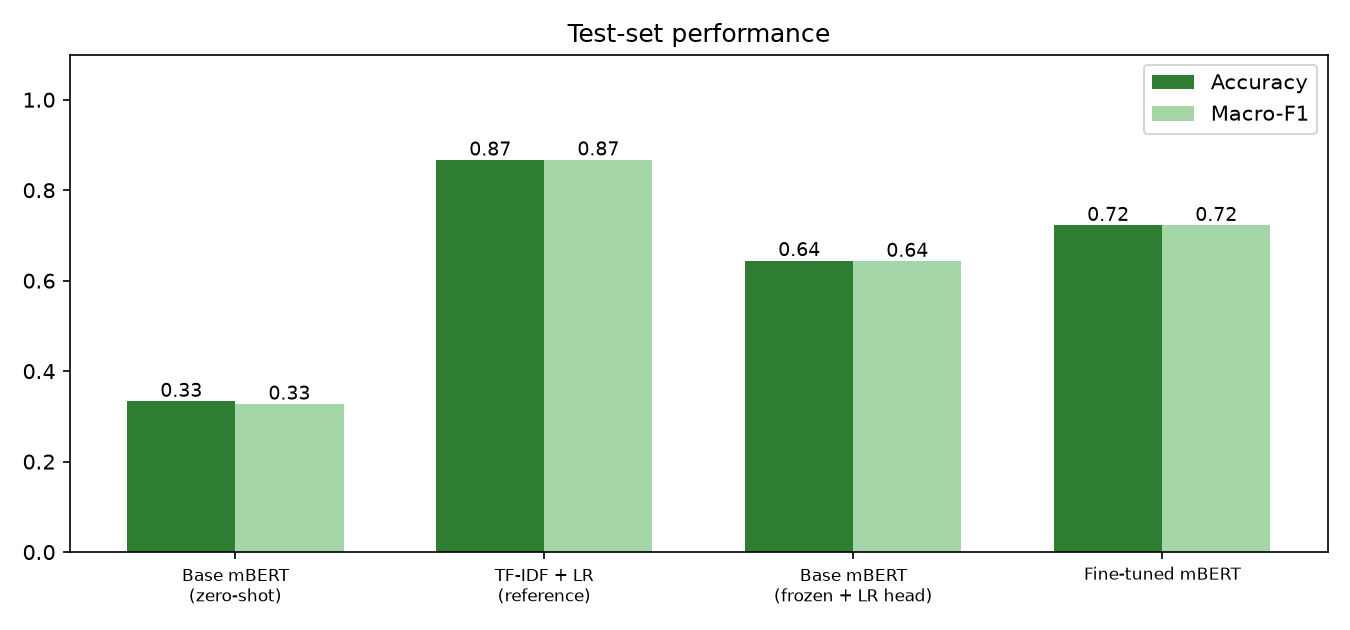 Test-set performance
Accuracy
Macro-F1
1.0
0.8
0.6
0.4
0.2
0.0
0.33
0.33
0.87
0.87
0.64
0.64
0.72
0.72
Base mBERT
(zero-shot)
TF-IDF + LR
(reference)
Base mBERT
(frozen + LR head)
Fine-tuned mBERT